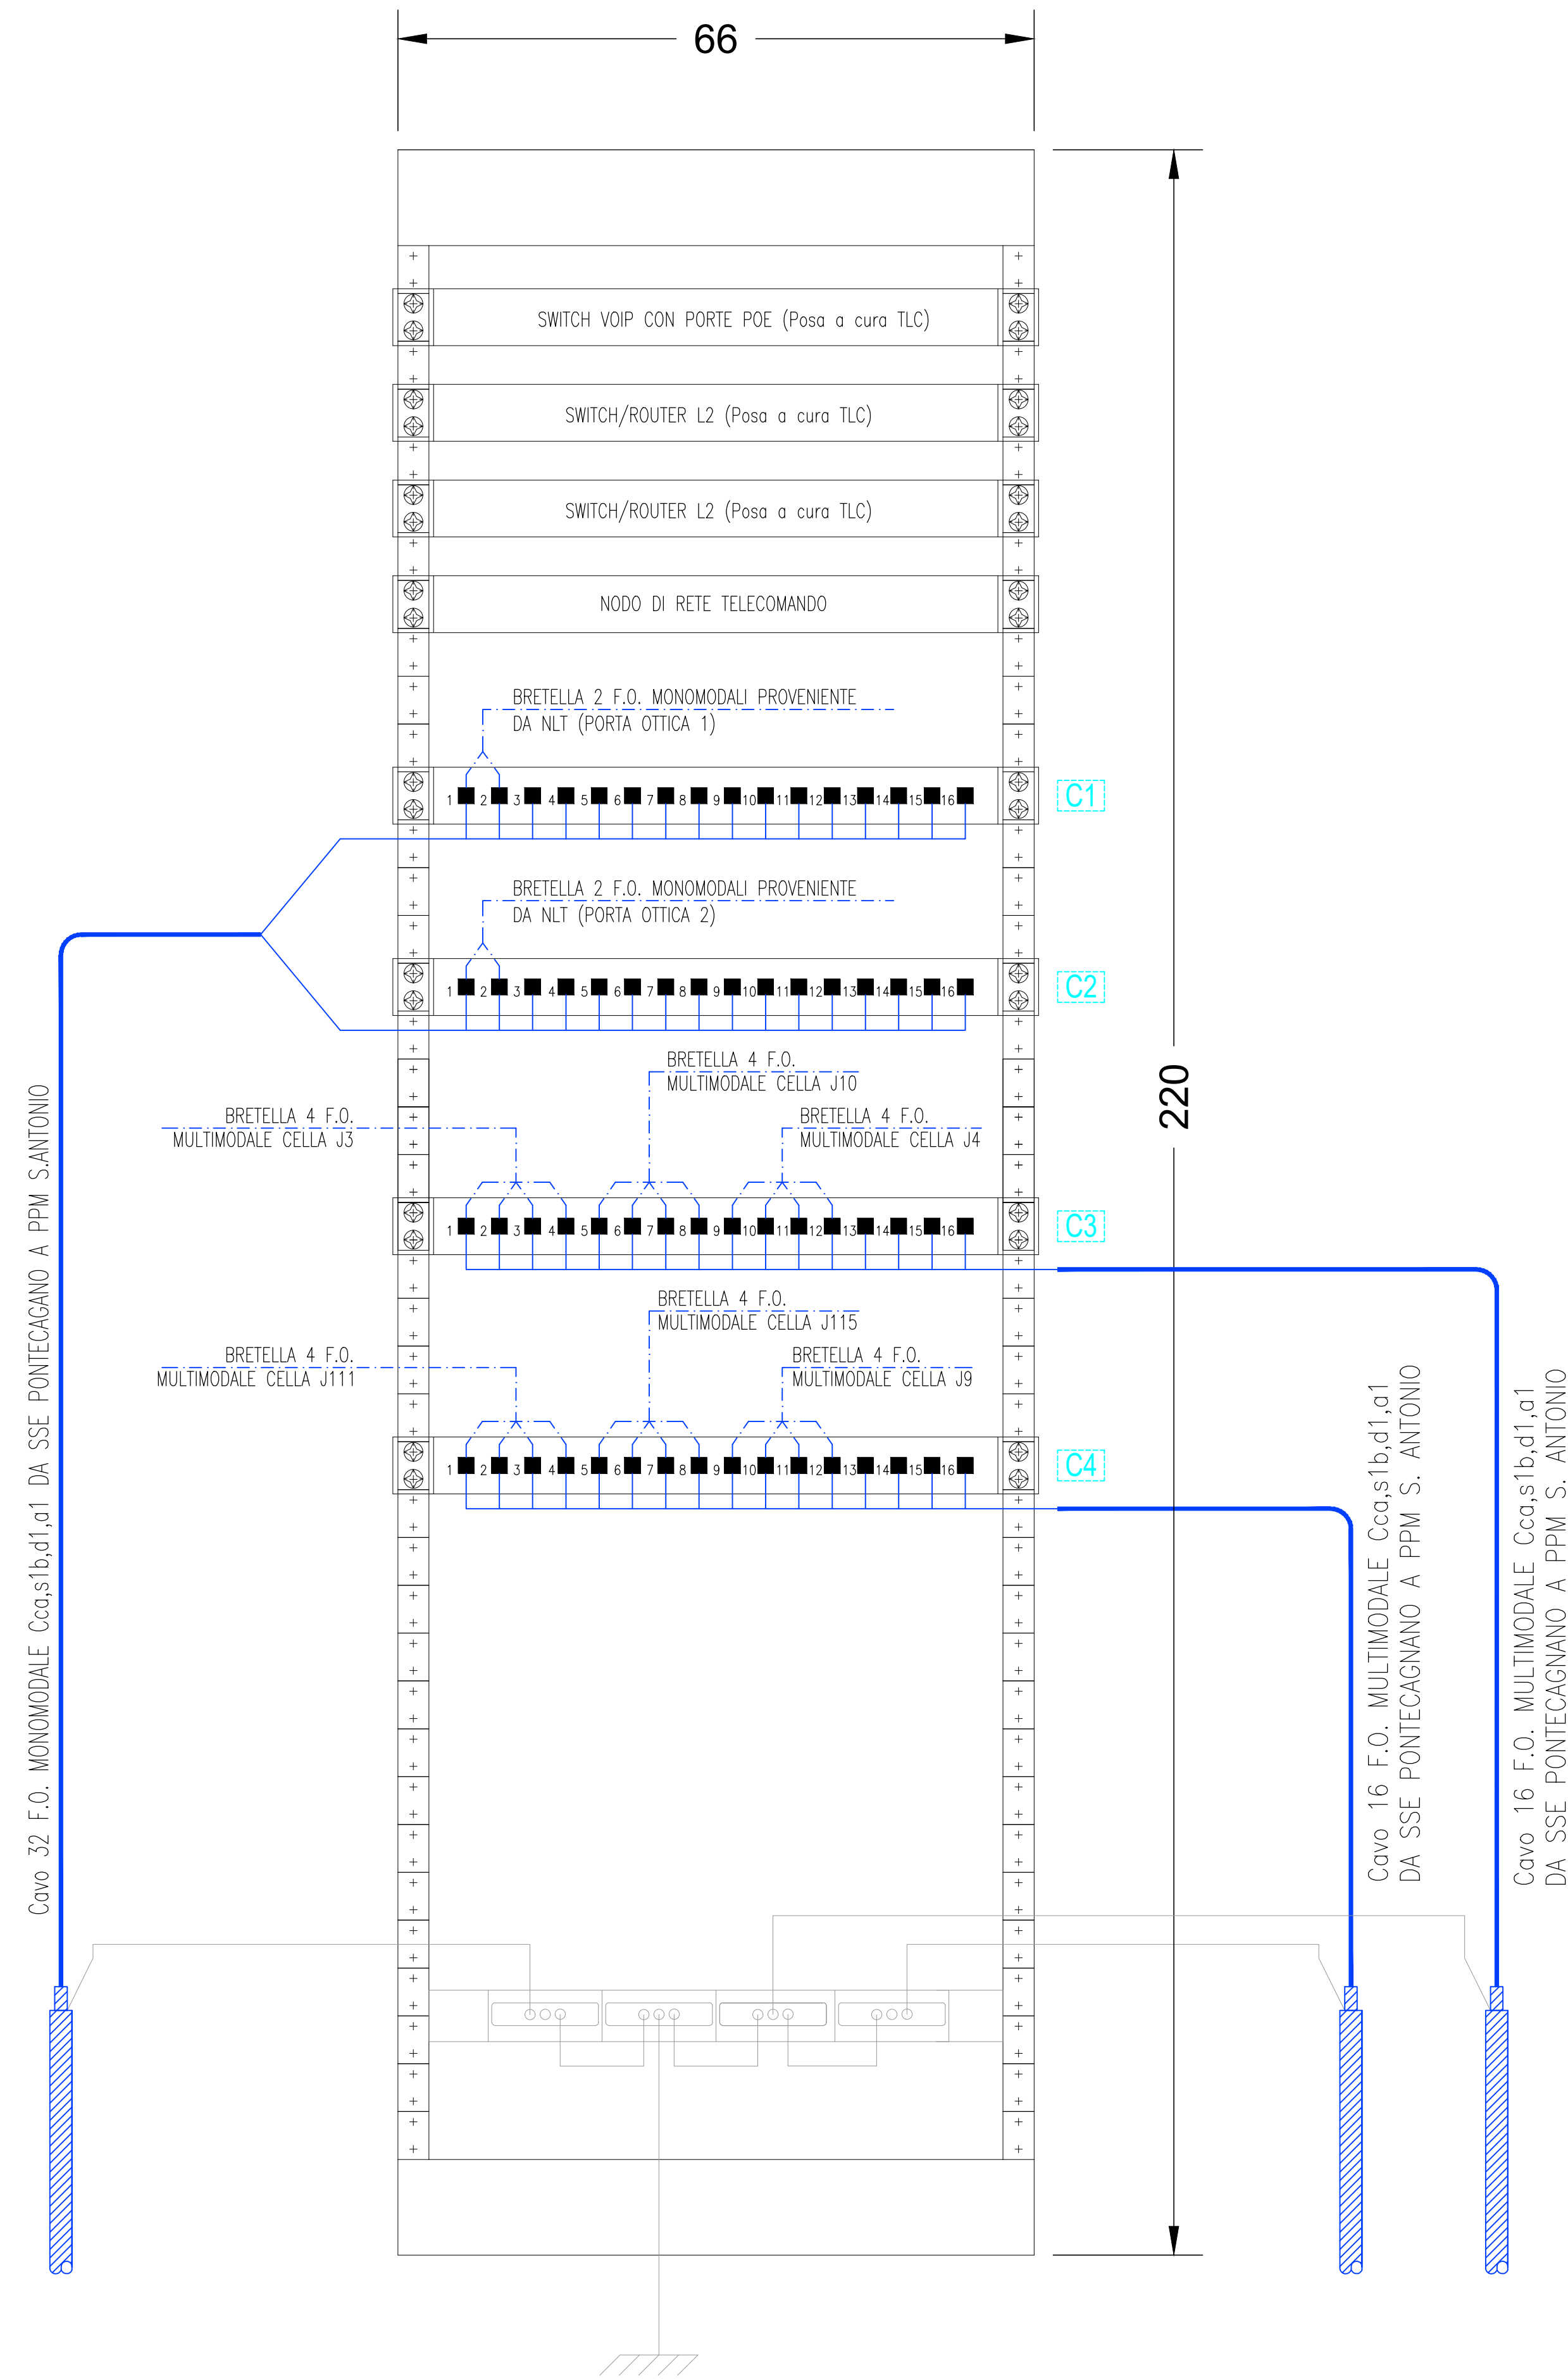 66
220
SWITCH VOIP CON PORTE POE (Posa a cura TLC)
SWITCH/ROUTER L2 (Posa a cura TLC)
SWITCH/ROUTER L2 (Posa a cura TLC)
NODO DI RETE TELECOMANDO
BRETELLA 2 F.O. MONOMODALI PROVENIENTE
DA NLT (PORTA OTTICA 1)
1 2 3 4 5 6 7 8 9 10 11 12 13 14 15 16
C1
BRETELLA 2 F.O. MONOMODALI PROVENIENTE
DA NLT (PORTA OTTICA 2)
1 2 3 4 5 6 7 8 9 10 11 12 13 14 15 16
C2
BRETELLA 4 F.O.
MULTIMODALE CELLA J3
BRETELLA 4 F.O.
MULTIMODALE CELLA J10
BRETELLA 4 F.O.
MULTIMODALE CELLA J4
1 2 3 4 5 6 7 8 9 10 11 12 13 14 15 16
C3
BRETELLA 4 F.O.
MULTIMODALE CELLA J111
BRETELLA 4 F.O.
MULTIMODALE CELLA J115
BRETELLA 4 F.O.
MULTIMODALE CELLA J9
1 2 3 4 5 6 7 8 9 10 11 12 13 14 15 16
C4
Cavo 32 F.O. MONOMODALE Cca,s1b,d1,a1 DA SSE PONTECAGANO A PPM S.ANTONIO
Cavo 16 F.O. MULTIMODALE Cca,s1b,d1,a1
DA SSE PONTECAGNANO A PPM S. ANTONIO
Cavo 16 F.O. MULTIMODALE Cca,s1b,d1,a1
DA SSE PONTECAGNANO A PPM S. ANTONIO